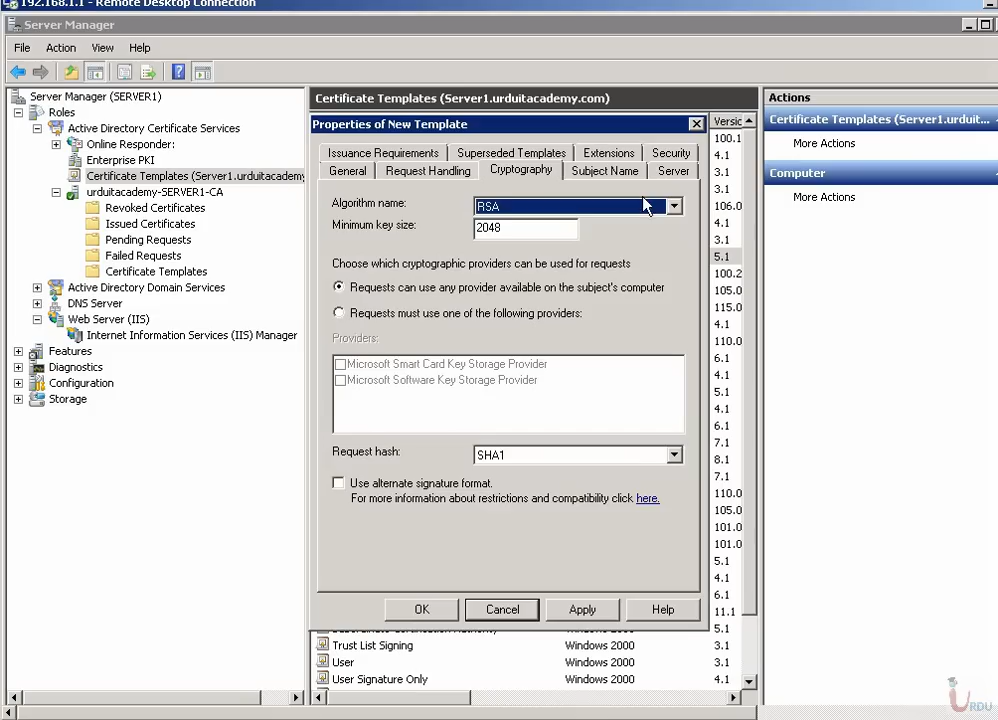 192.168.1.1 - Remote Desktop Connection
Server Manager
File Action View Help
Server Manager (SERVER1)
Roles
Active Directory Certificate Services
Online Responder:
Enterprise PKI
Certificate Templates (Server1.urduitacademy
urduitacademy-SERVER1-CA
Revoked Certificates
Issued Certificates
Pending Requests
Failed Requests
Certificate Templates
Active Directory Domain Services
DNS Server
Web Server (IIS)
Internet Information Services (IIS) Manager
Features
Diagnostics
Configuration
Storage
Certificate Templates (Server1.urduitacademy.com)
Properties of New Template
Issuance Requirements Superseded Templates Extensions Security
General Request Handling Cryptography Subject Name Server
Algorithm name: RSA
Minimum key size: 2048
Choose which cryptographic providers can be used for requests
Requests can use any provider available on the subject's computer
Requests must use one of the following providers:
Providers:
Microsoft Smart Card Key Storage Provider
Microsoft Software Key Storage Provider
Request hash: SHA1
Use alternate signature format.
For more information about restrictions and compatibility click here.
OK Cancel Apply Help
Versic
100.1
4.1
3.1
3.1
106.0
4.1
3.1
5.1
100.2
105.0
115.0
4.1
110.0
6.1
4.1
5.1
4.1
6.1
7.1
8.1
7.1
110.0
105.0
101.0
101.0
5.1
4.1
6.1
11.1
Subordinate Certification Authority Windows 2000 5.1
Trust List Signing Windows 2000 3.1
User Windows 2000 3.1
User Signature Only Windows 2000 4.1
Actions
Certificate Templates (Server1.urduit...
More Actions
Computer
More Actions
URDU